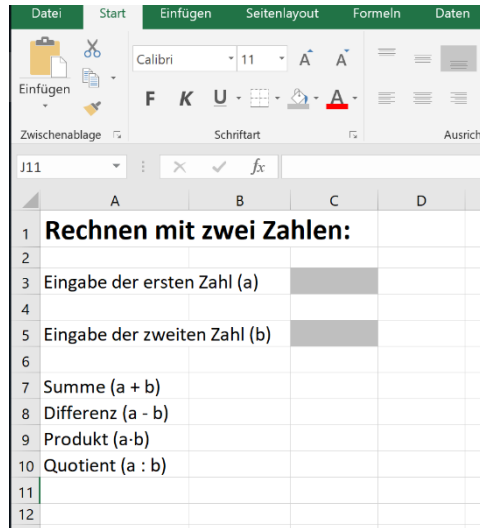 Datei Start Einfügen Seitenlayout Formeln Daten
Calibri 11 A A
Einfügen
F K U A
Zwischenablage Schriftart Ausrich
J11 fx
A B C D
1 Rechnen mit zwei Zahlen:
2
3 Eingabe der ersten Zahl (a)
4
5 Eingabe der zweiten Zahl (b)
6
7 Summe (a + b)
8 Differenz (a - b)
9 Produkt (a·b)
10 Quotient (a : b)
11
12